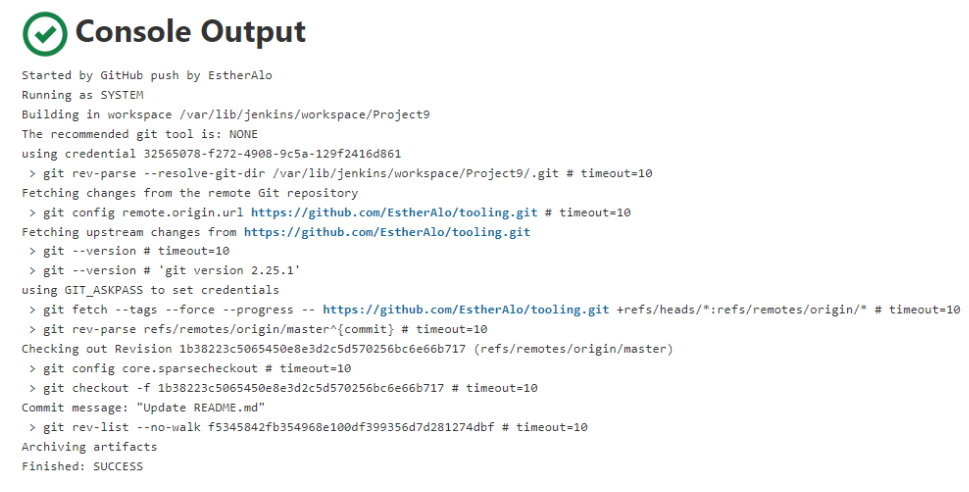 Console Output
Started by GitHub push by EstherAlo
Running as SYSTEM
Building in workspace /var/lib/jenkins/workspace/Project9
The recommended git tool is: NONE
using credential 32565078-f272-4908-9c5a-129f2416d861
> git rev-parse --resolve-git-dir /var/lib/jenkins/workspace/Project9/.git # timeout=10
Fetching changes from the remote Git repository
> git config remote.origin.url https://github.com/EstherAlo/tooling.git # timeout=10
Fetching upstream changes from https://github.com/EstherAlo/tooling.git
> git --version # timeout=10
> git --version # 'git version 2.25.1'
using GIT_ASKPASS to set credentials
> git fetch --tags --force --progress -- https://github.com/EstherAlo/tooling.git +refs/heads/*:refs/remotes/origin/* # timeout=10
> git rev-parse refs/remotes/origin/master^{commit} # timeout=10
Checking out Revision 1b38223c5065450e8e3d2c5d570256bc6e66b717 (refs/remotes/origin/master)
> git config core.sparsecheckout # timeout=10
> git checkout -f 1b38223c5065450e8e3d2c5d570256bc6e66b717 # timeout=10
Commit message: "Update README.md"
> git rev-list --no-walk f5345842fb354968e100df399356d7d281274dbf # timeout=10
Archiving artifacts
Finished: SUCCESS